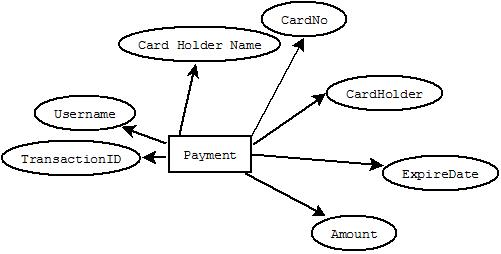 CardNo
Card Holder Name
CardHolder
Username
TransactionID
Payment
ExpireDate
Amount